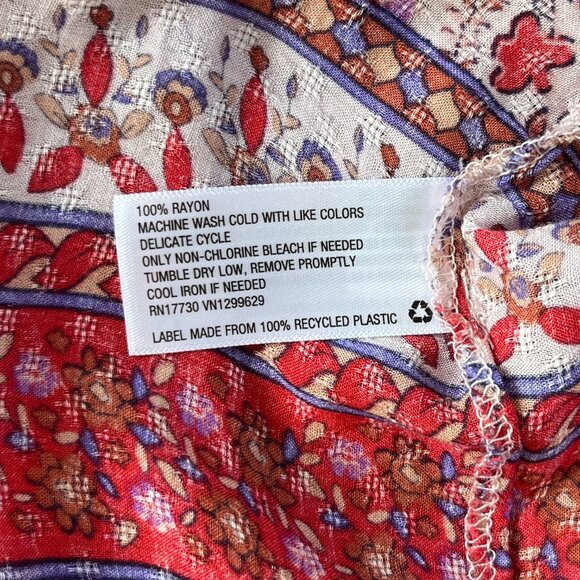 100% RAYON
MACHINE WASH COLD WITH LIKE COLORS
DELICATE CYCLE
ONLY NON-CHLORINE BLEACH IF NEEDED
TUMBLE DRY LOW, REMOVE PROMPTLY
COOL IRON IF NEEDED
RN17730 VN1299629
LABEL MADE FROM 100% RECYCLED PLASTIC